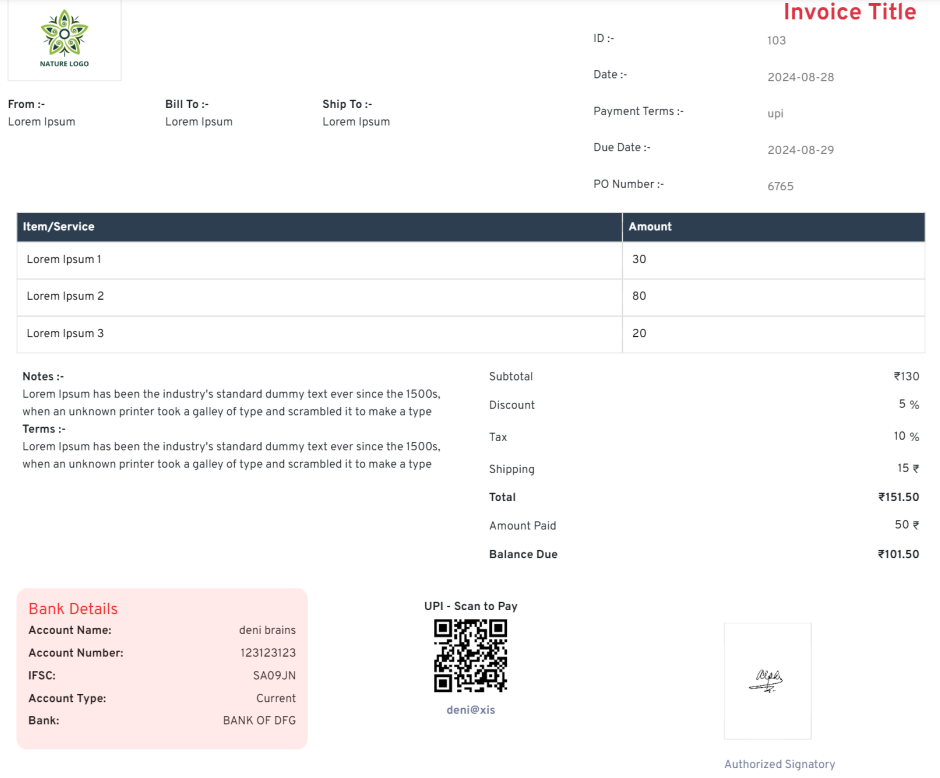 Invoice Title
NATURE LOGO
ID :- 103
Date :- 2024-08-28
Payment Terms :- upi
Due Date :- 2024-08-29
PO Number :- 6765
From :- Bill To :- Ship To :-
Lorem Ipsum Lorem Ipsum Lorem Ipsum
Item/Service Amount
Lorem Ipsum 1 30
Lorem Ipsum 2 80
Lorem Ipsum 3 20
Notes :-
Lorem Ipsum has been the industry's standard dummy text ever since the 1500s,
when an unknown printer took a galley of type and scrambled it to make a type
Terms :-
Lorem Ipsum has been the industry's standard dummy text ever since the 1500s,
when an unknown printer took a galley of type and scrambled it to make a type
Subtotal ₹130
Discount 5 %
Tax 10 %
Shipping 15 ₹
Total ₹151.50
Amount Paid 50 ₹
Balance Due ₹101.50
Bank Details
Account Name: deni brains
Account Number: 123123123
IFSC: SA09JN
Account Type: Current
Bank: BANK OF DFG
UPI - Scan to Pay
deni@xis
Authorized Signatory